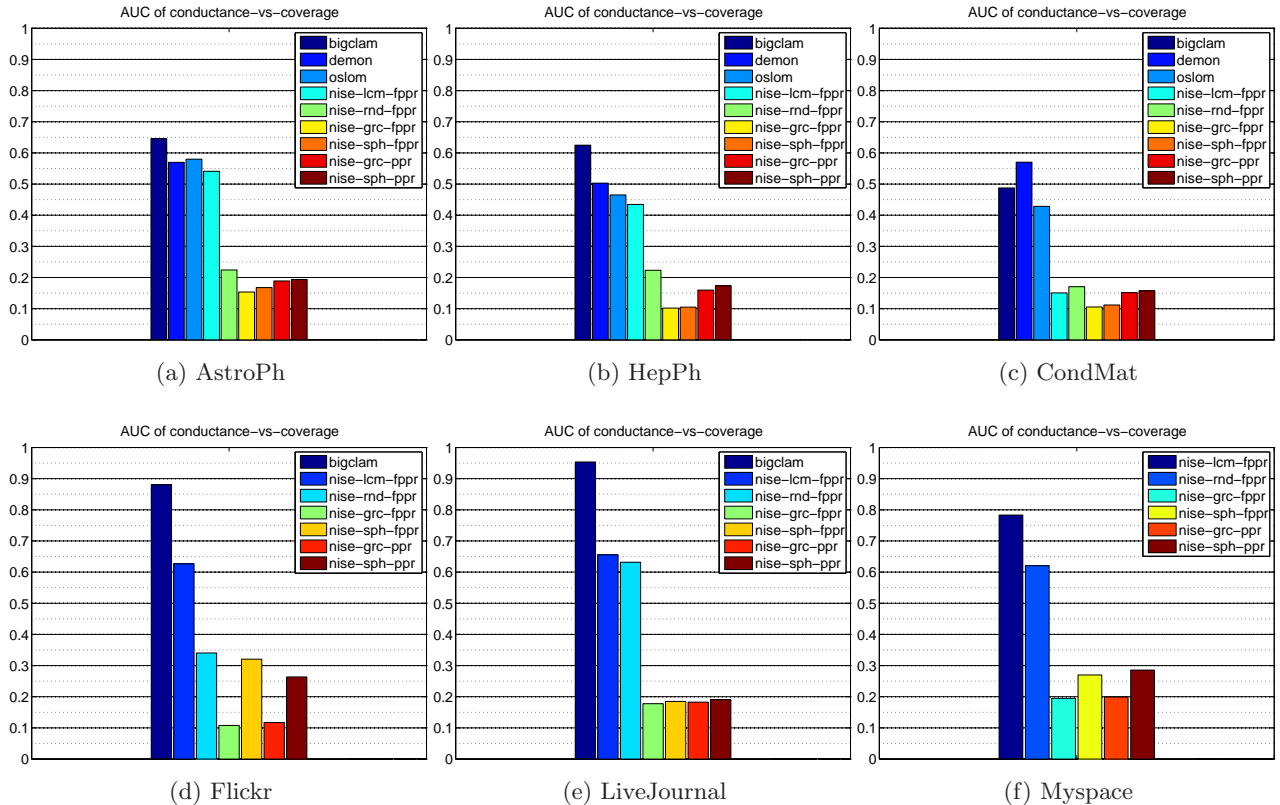 AUC of conductance-vs-coverage
1
0.9
0.8
0.7
0.6
0.5
0.4
0.3
0.2
0.1
0
bigclam
demon
oslom
nise-lcm-fppr
nise-rnd-fppr
nise-grc-fppr
nise-sph-fppr
nise-grc-ppr
nise-sph-ppr
(a) AstroPh
AUC of conductance-vs-coverage
1
0.9
0.8
0.7
0.6
0.5
0.4
0.3
0.2
0.1
0
bigclam
demon
oslom
nise-lcm-fppr
nise-rnd-fppr
nise-grc-fppr
nise-sph-fppr
nise-grc-ppr
nise-sph-ppr
(b) HepPh
AUC of conductance-vs-coverage
1
0.9
0.8
0.7
0.6
0.5
0.4
0.3
0.2
0.1
0
bigclam
demon
oslom
nise-lcm-fppr
nise-rnd-fppr
nise-grc-fppr
nise-sph-fppr
nise-grc-ppr
nise-sph-ppr
(c) CondMat
AUC of conductance-vs-coverage
1
0.9
0.8
0.7
0.6
0.5
0.4
0.3
0.2
0.1
0
bigclam
nise-lcm-fppr
nise-rnd-fppr
nise-grc-fppr
nise-sph-fppr
nise-grc-ppr
nise-sph-ppr
(d) Flickr
AUC of conductance-vs-coverage
1
0.9
0.8
0.7
0.6
0.5
0.4
0.3
0.2
0.1
0
bigclam
nise-lcm-fppr
nise-rnd-fppr
nise-grc-fppr
nise-sph-fppr
nise-grc-ppr
nise-sph-ppr
(e) LiveJournal
AUC of conductance-vs-coverage
1
0.9
0.8
0.7
0.6
0.5
0.4
0.3
0.2
0.1
0
nise-lcm-fppr
nise-rnd-fppr
nise-grc-fppr
nise-sph-fppr
nise-grc-ppr
nise-sph-ppr
(f) Myspace